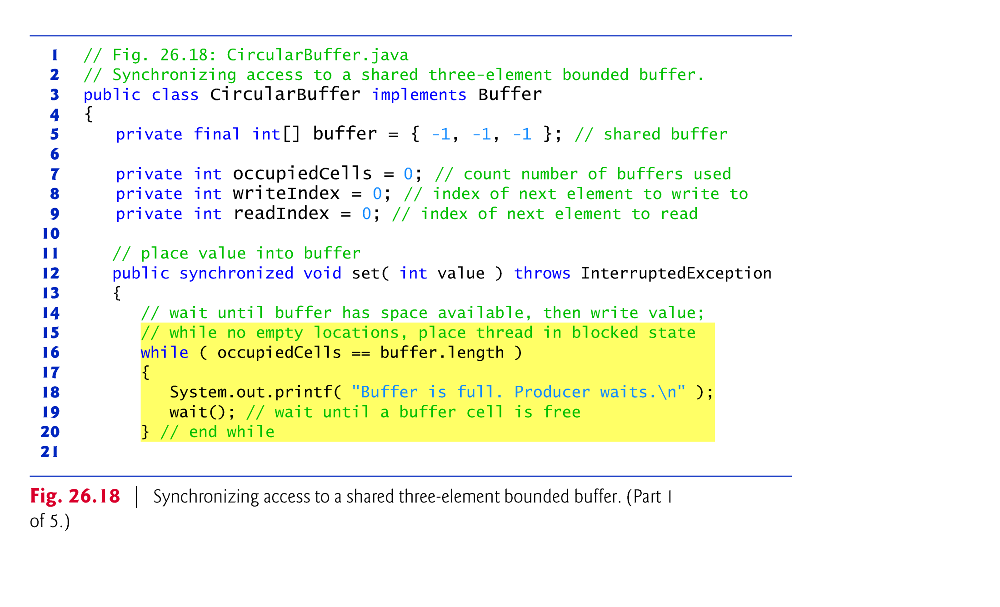 1 // Fig. 26.18: CircularBuffer.java
2 // Synchronizing access to a shared three-element bounded buffer.
3 public class CircularBuffer implements Buffer
4 {
5 private final int[] buffer = { -1, -1, -1 }; // shared buffer
6
7 private int occupiedCells = 0; // count number of buffers used
8 private int writeIndex = 0; // index of next element to write to
9 private int readIndex = 0; // index of next element to read
10
11 // place value into buffer
12 public synchronized void set( int value ) throws InterruptedException
13 {
14 // wait until buffer has space available, then write value;
15 // while no empty locations, place thread in blocked state
16 while ( occupiedCells == buffer.length )
17 {
18 System.out.printf( "Buffer is full. Producer waits.\n" );
19 wait(); // wait until a buffer cell is free
20 } // end while
21
Fig. 26.18 | Synchronizing access to a shared three-element bounded buffer. (Part 1
of 5.)